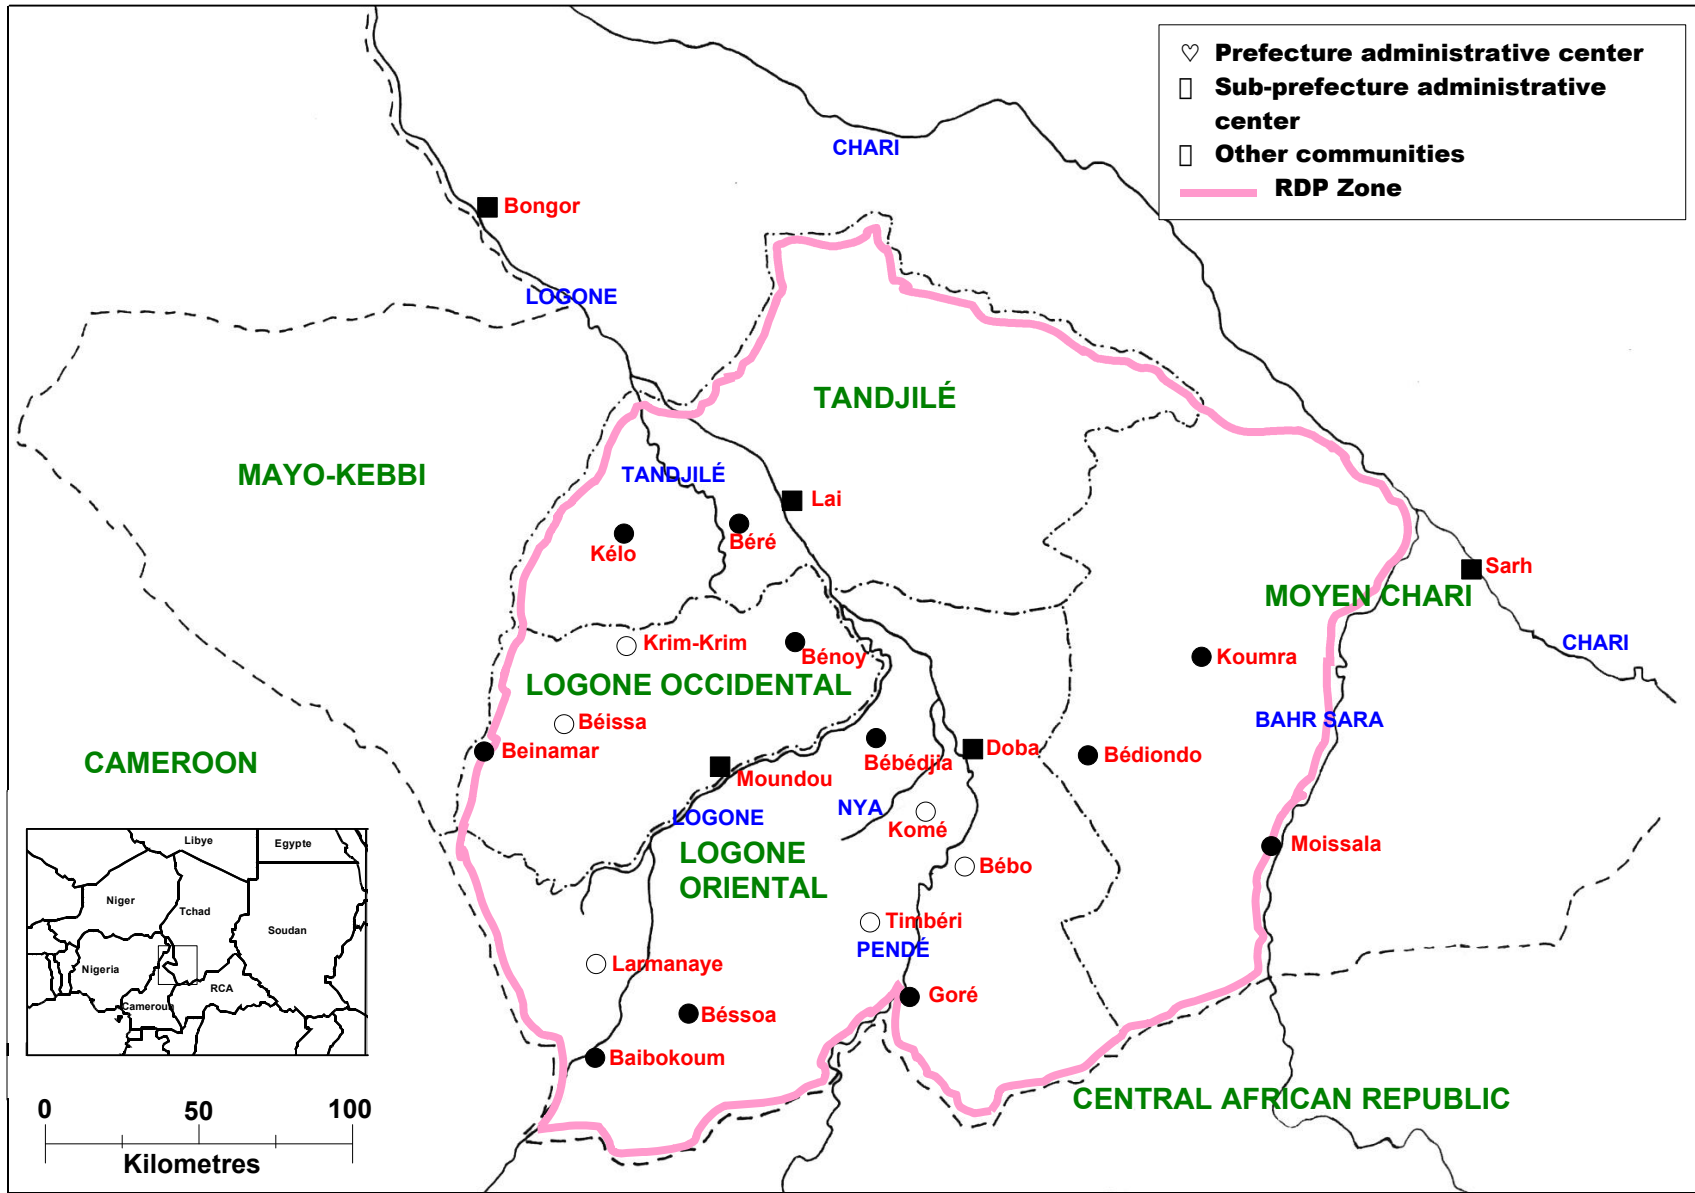 ♡ Prefecture administrative center
▯ Sub-prefecture administrative
center
▯ Other communities
RDP Zone
CHARI
Bongor
LOGONE
TANDJILÉ
MAYO-KEBBI
TANDJILÉ
Lai
Kélo
Béré
Sarh
MOYEN CHARI
Krim-Krim
Bénoy
Koumra
CHARI
LOGONE OCCIDENTAL
Béissa
BAHR SARA
Beinamar
Doba
Bédiondo
CAMEROON
Moundou
Bébédjia
LOGONE
NYA
Komé
Moissala
LOGONE
ORIENTAL
Bébo
Timbéri
PENDÉ
Larmanaye
Goré
Béssoa
Baibokoum
CENTRAL AFRICAN REPUBLIC
Libye
Egypte
Niger
Tchad
Soudan
Nigeria
RCA
Cameroun
0 50 100
Kilometres